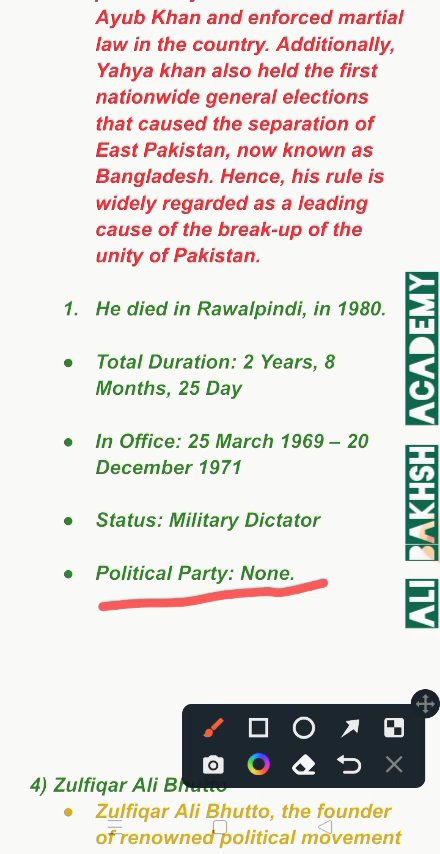 Ayub Khan and enforced martial
law in the country. Additionally,
Yahya khan also held the first
nationwide general elections
that caused the separation of
East Pakistan, now known as
Bangladesh. Hence, his rule is
widely regarded as a leading
cause of the break-up of the
unity of Pakistan.
1. He died in Rawalpindi, in 1980.
• Total Duration: 2 Years, 8
Months, 25 Day
• In Office: 25 March 1969 – 20
December 1971
• Status: Military Dictator
• Political Party: None.
4) Zulfiqar Ali Bhutto
• Zulfiqar Ali Bhutto, the founder
of renowned political movement
ALI BAKHSH ACADEMY